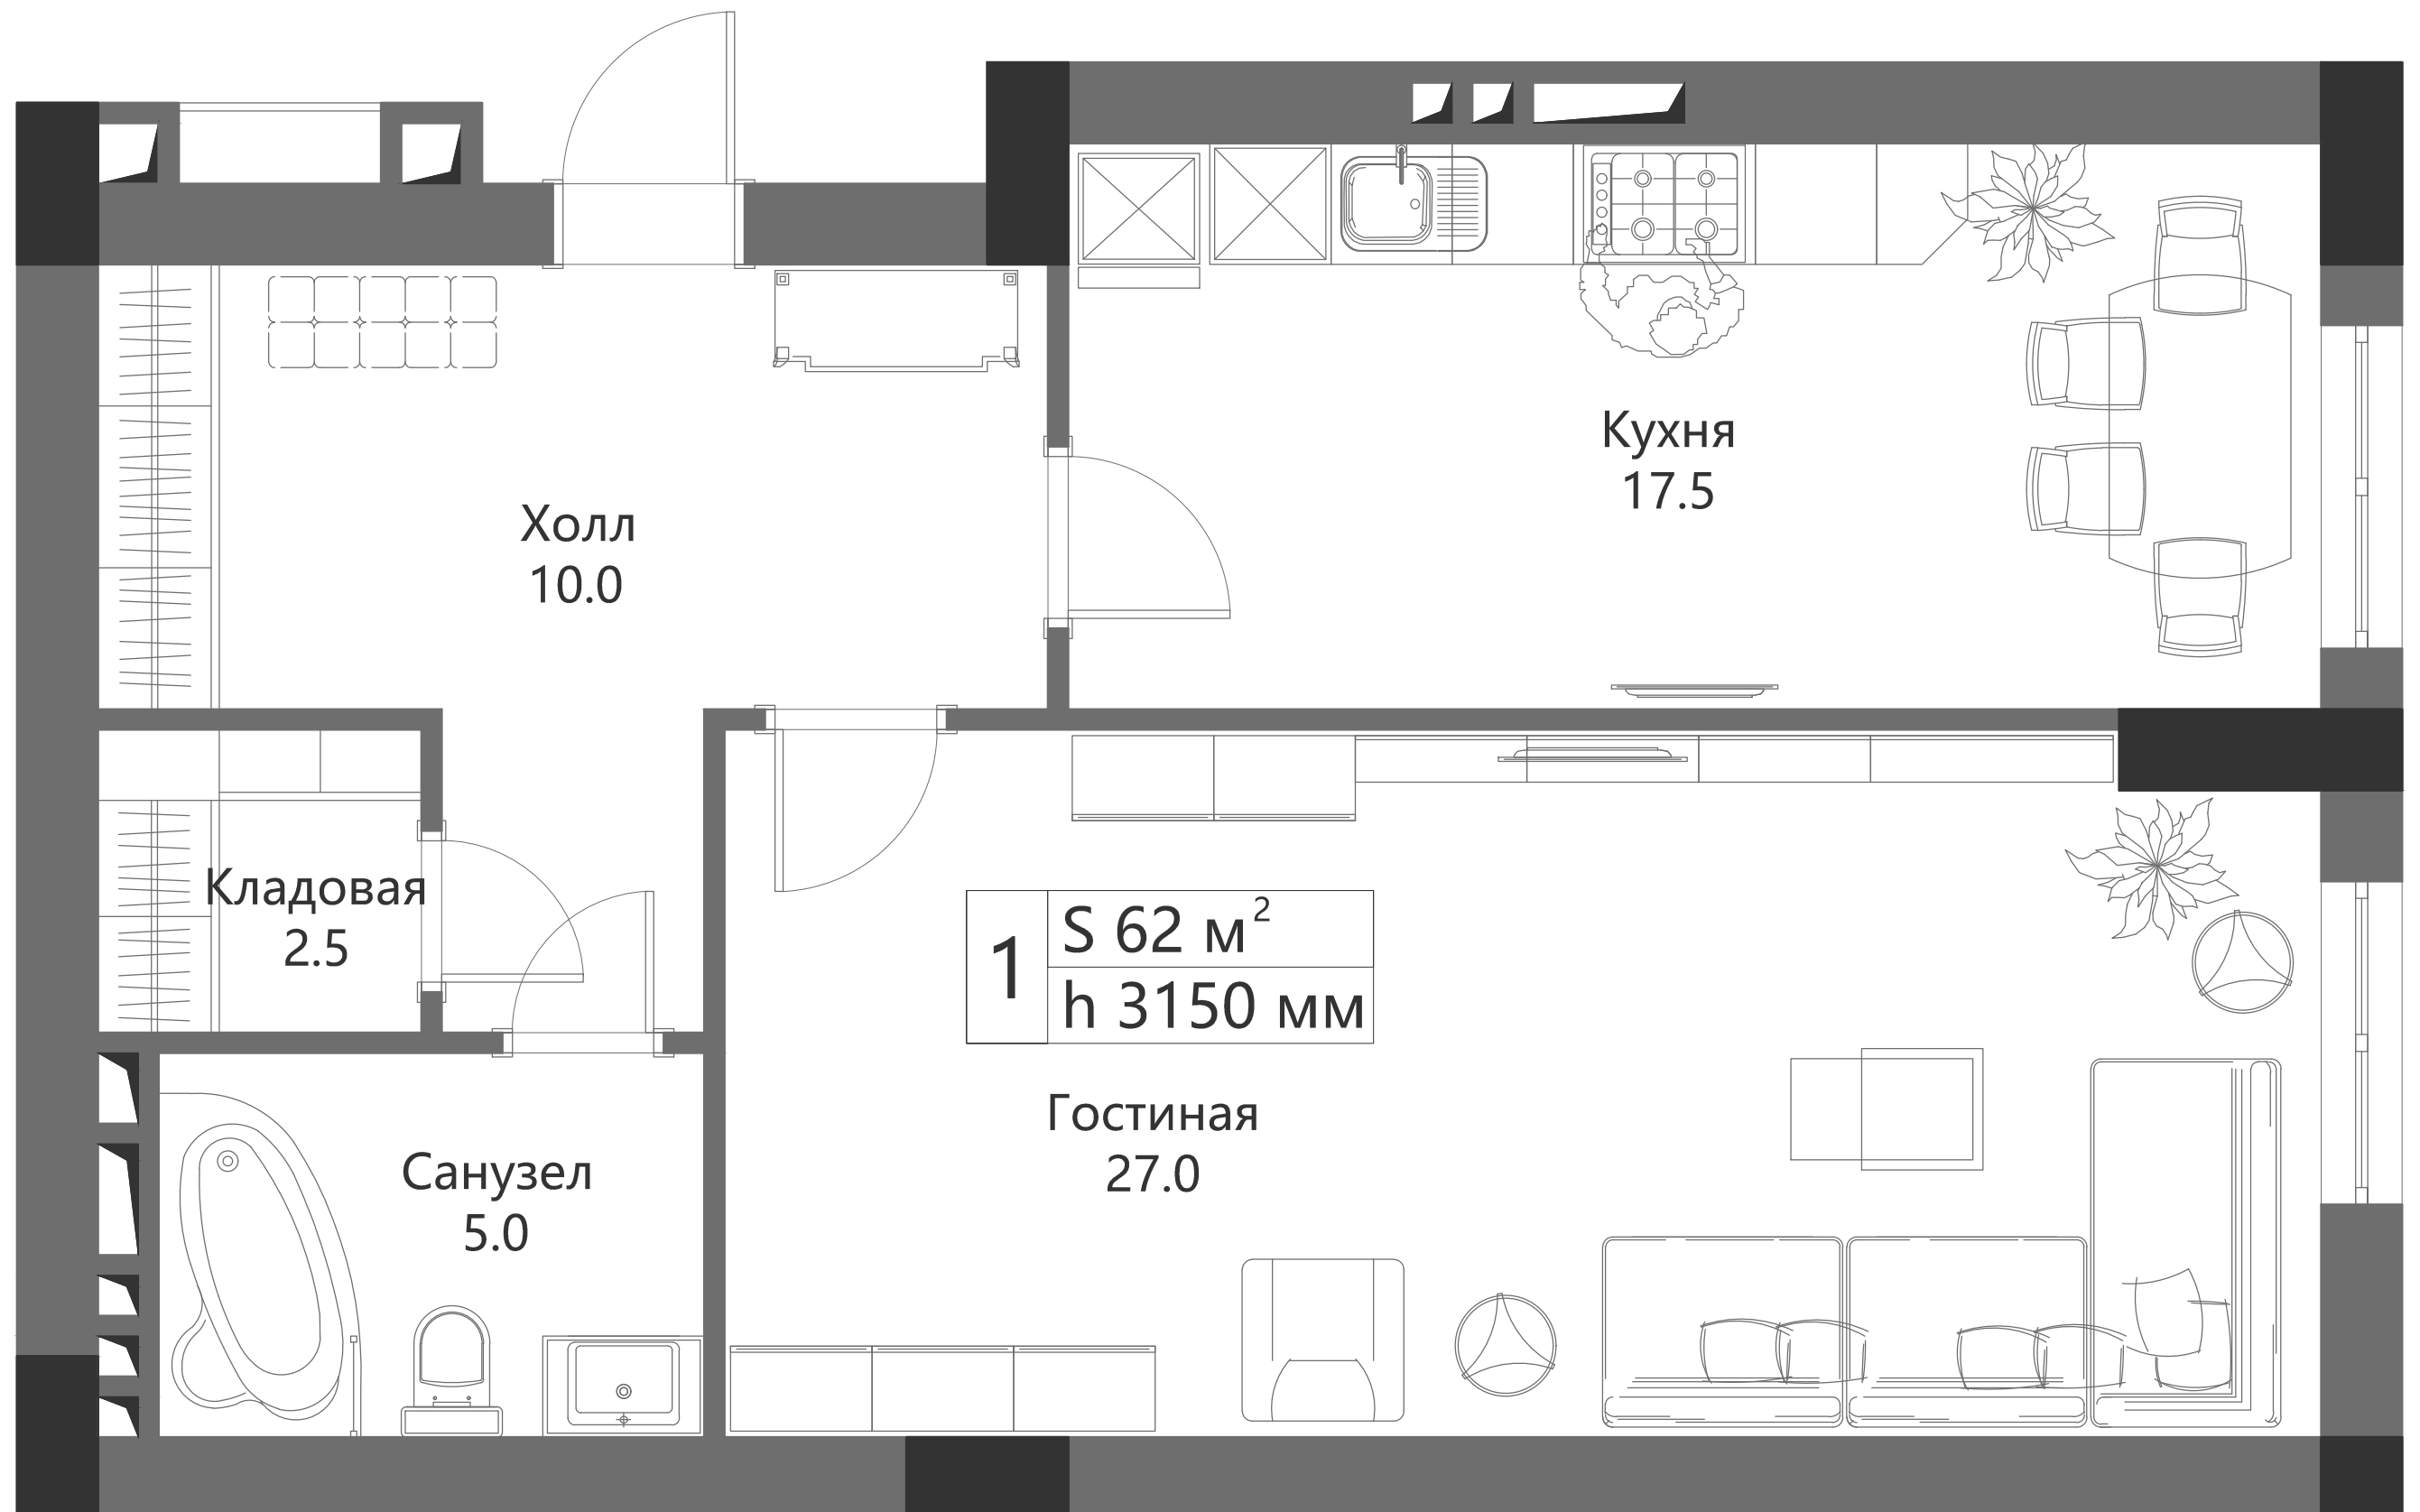 Кухня
17.5
Холл
10.0
Кладовая
2.5
1
S 62 м²
h 3150 мм
Гостиная
27.0
Санузел
5.0